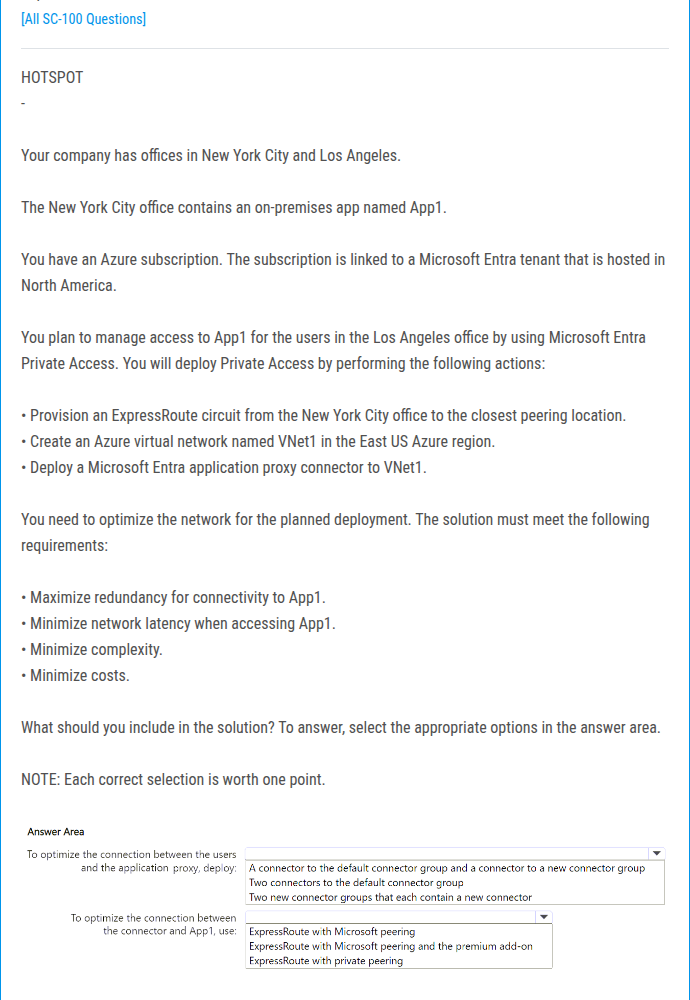 [All SC-100 Questions]
HOTSPOT
-
Your company has offices in New York City and Los Angeles.
The New York City office contains an on-premises app named App1.
You have an Azure subscription. The subscription is linked to a Microsoft Entra tenant that is hosted in
North America.
You plan to manage access to App1 for the users in the Los Angeles office by using Microsoft Entra
Private Access. You will deploy Private Access by performing the following actions:
• Provision an ExpressRoute circuit from the New York City office to the closest peering location.
• Create an Azure virtual network named VNet1 in the East US Azure region.
• Deploy a Microsoft Entra application proxy connector to VNet1.
You need to optimize the network for the planned deployment. The solution must meet the following
requirements:
• Maximize redundancy for connectivity to App1.
• Minimize network latency when accessing App1.
• Minimize complexity.
• Minimize costs.
What should you include in the solution? To answer, select the appropriate options in the answer area.
NOTE: Each correct selection is worth one point.
Answer Area
To optimize the connection between the users
and the application proxy, deploy:
A connector to the default connector group and a connector to a new connector group
Two connectors to the default connector group
Two new connector groups that each contain a new connector
To optimize the connection between
the connector and App1, use:
ExpressRoute with Microsoft peering
ExpressRoute with Microsoft peering and the premium add-on
ExpressRoute with private peering